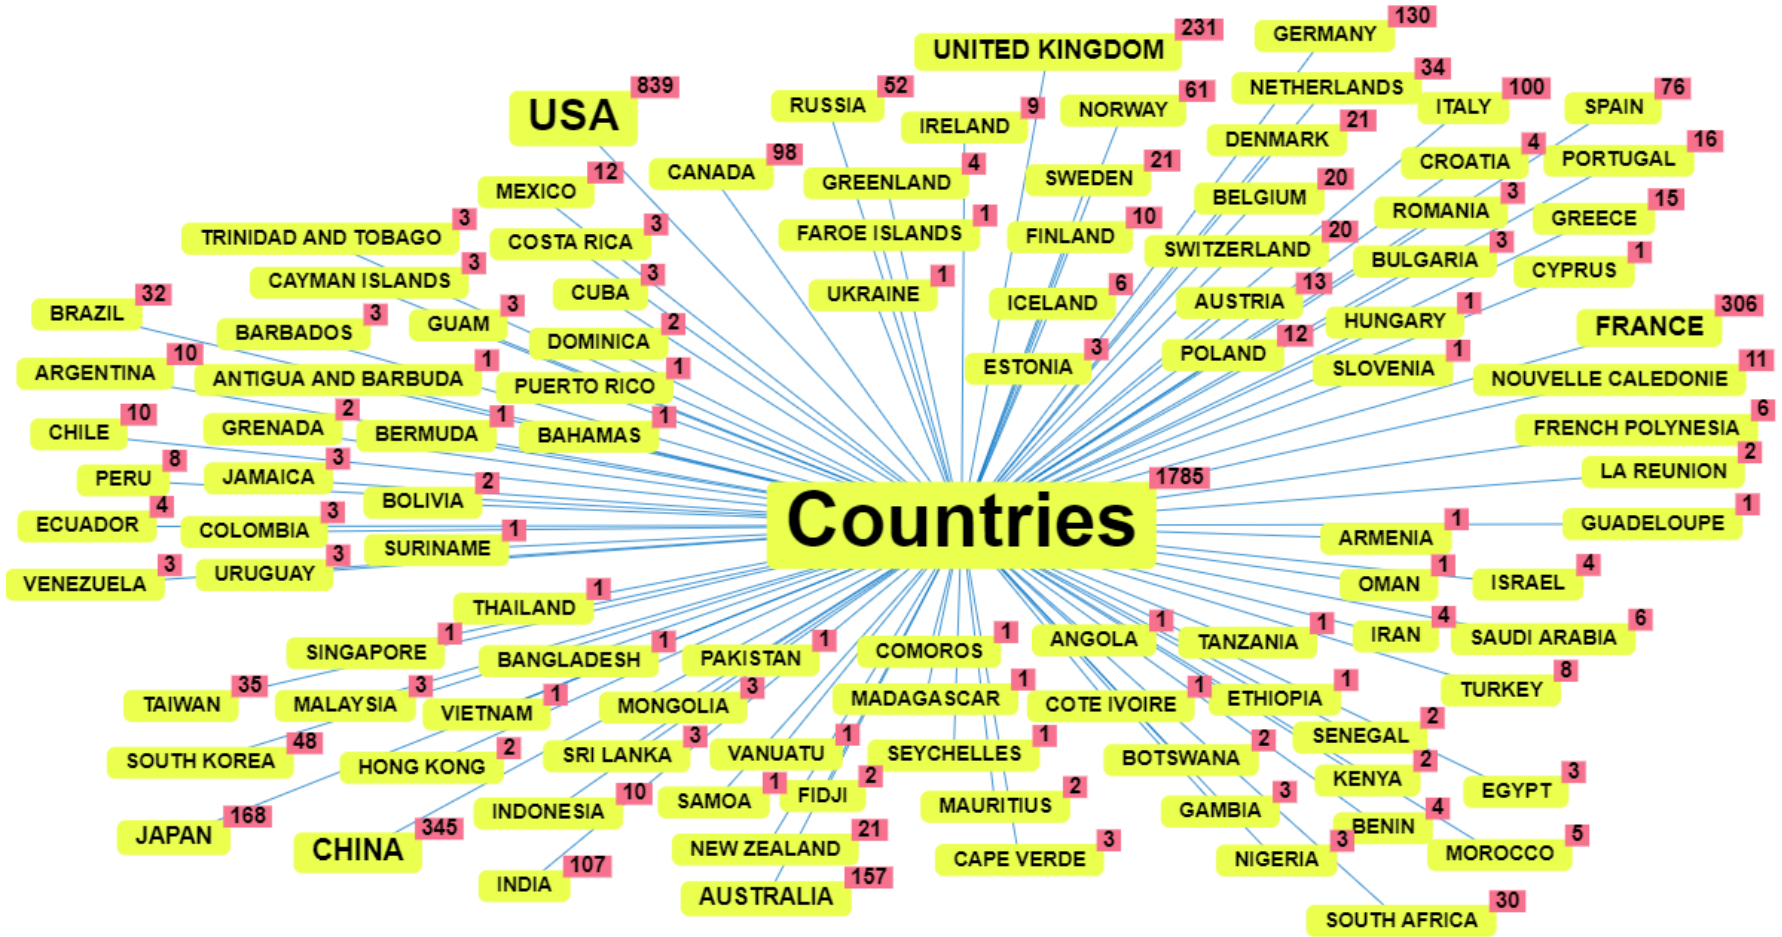 UNITED KINGDOM 231
GERMANY 130
USA 839
RUSSIA 52
IRELAND 9
NORWAY 61
NETHERLANDS 34
ITALY 100
SPAIN 76
DENMARK 21
CANADA 98
MEXICO 12
GREENLAND 4
SWEDEN 21
BELGIUM 20
CROATIA 4
PORTUGAL 16
ROMANIA 3
GREECE 15
TRINIDAD AND TOBAGO 3
COSTA RICA 3
FAROE ISLANDS 1
FINLAND 10
SWITZERLAND 20
BULGARIA 3
CYPRUS 1
CAYMAN ISLANDS 3
CUBA 3
UKRAINE 1
ICELAND 6
AUSTRIA 13
HUNGARY 1
FRANCE 306
BRAZIL 32
BARBADOS 3
GUAM 3
DOMINICA 2
ESTONIA 3
POLAND 12
SLOVENIA 1
NOUVELLE CALEDONIE 11
ARGENTINA 10
ANTIGUA AND BARBUDA 1
PUERTO RICO 1
CHILE 10
GRENADA 2
BERMUDA 1
BAHAMAS 1
FRENCH POLYNESIA 6
PERU 8
JAMAICA 3
BOLIVIA 2
LA REUNION 2
Countries 1785
ECUADOR 4
COLOMBIA 3
SURINAME 1
ARMENIA 1
GUADELOUPE 1
VENEZUELA 3
URUGUAY 3
OMAN 1
ISRAEL 4
THAILAND 1
SINGAPORE 1
BANGLADESH 1
PAKISTAN 1
COMOROS 1
ANGOLA 1
TANZANIA 1
IRAN 4
SAUDI ARABIA 6
TAIWAN 35
MALAYSIA 3
VIETNAM 1
MONGOLIA 3
MADAGASCAR 1
COTE IVOIRE 1
ETHIOPIA 1
TURKEY 8
SOUTH KOREA 48
HONG KONG 2
SRI LANKA 3
VANUATU 1
SEYCHELLES 1
BOTSWANA 2
SENEGAL 2
KENYA 2
EGYPT 3
INDONESIA 10
SAMOA 1
FIDJI 2
MAURITIUS 2
GAMBIA 3
BENIN 4
JAPAN 168
CHINA 345
NEW ZEALAND 21
CAPE VERDE 3
NIGERIA 3
MOROCCO 5
INDIA 107
AUSTRALIA 157
SOUTH AFRICA 30